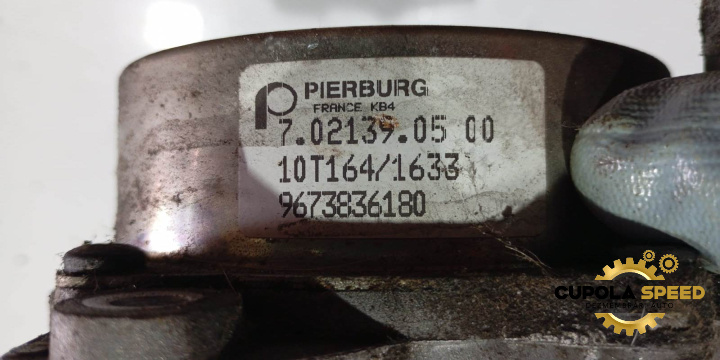 PIERBURG
FRANCE KB4
7.02139.05 00
10T164/1633
9673836180
CUPOLA SPEED